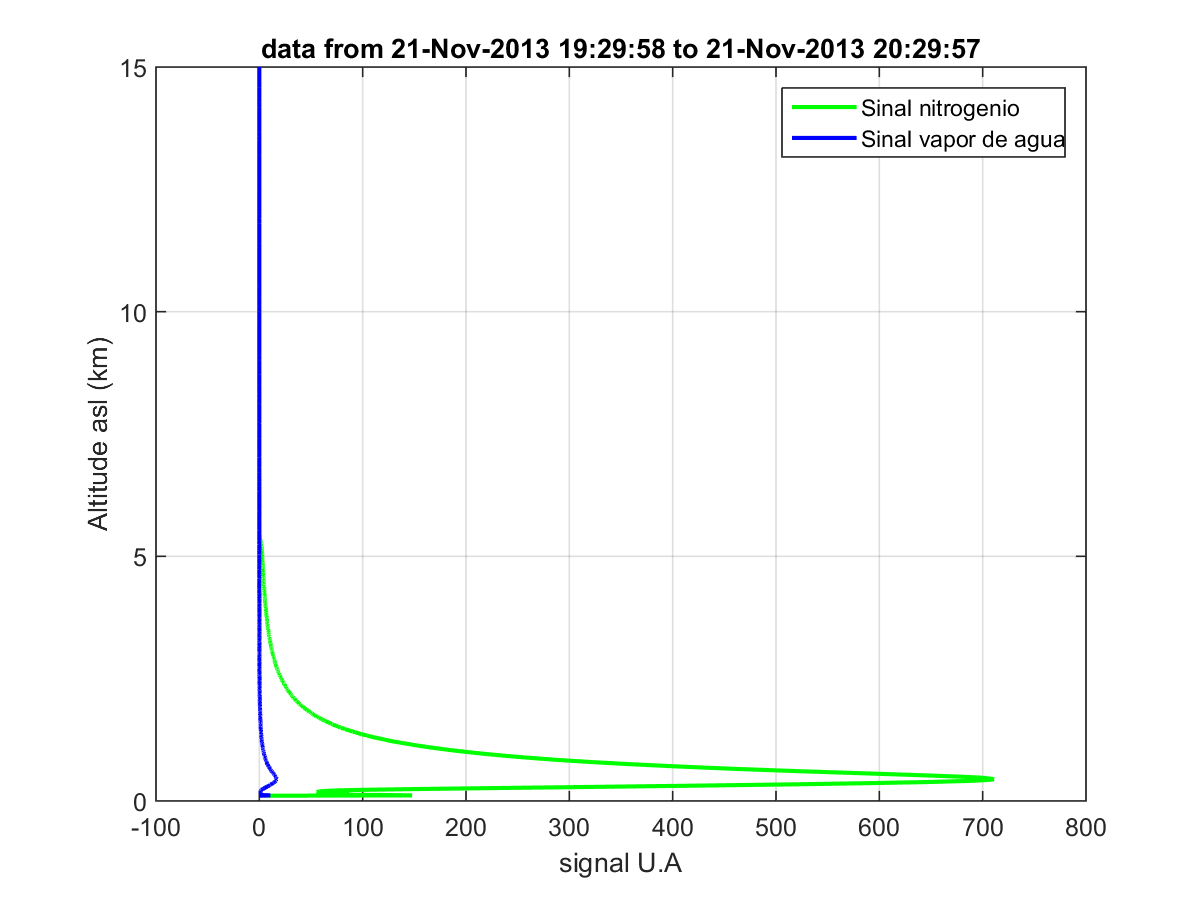 data from 21-Nov-2013 19:29:58 to 21-Nov-2013 20:29:57
Sinal nitrogenio
Sinal vapor de agua
15
10
5
0
Altitude asl (km)
-100 0 100 200 300 400 500 600 700 800
signal U.A